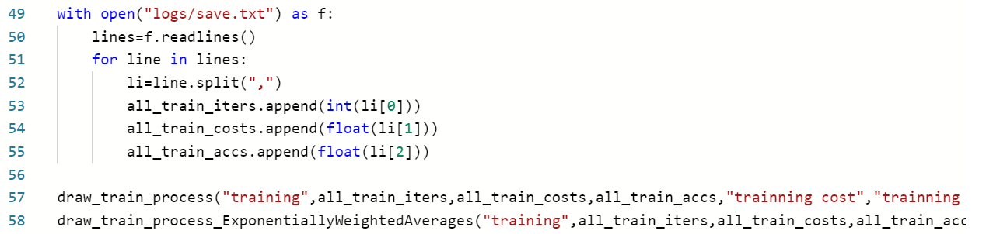 49 with open("logs/save.txt") as f:
50 lines=f.readlines()
51 for line in lines:
52 li=line.split(",")
53 all_train_iters.append(int(li[0]))
54 all_train_costs.append(float(li[1]))
55 all_train_accs.append(float(li[2]))
56
57 draw_train_process("training",all_train_iters,all_train_costs,all_train_accs,"trainning cost","trainning
58 draw_train_process_ExponentiallyWeightedAverages("training",all_train_iters,all_train_costs,all_train_acc